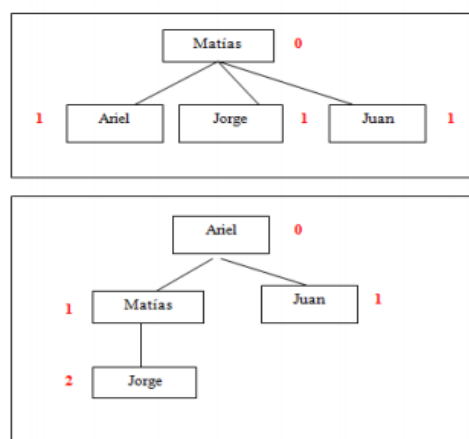 Matías 0
1 Ariel Jorge 1 Juan 1
Ariel 0
1 Matías Juan 1
2 Jorge